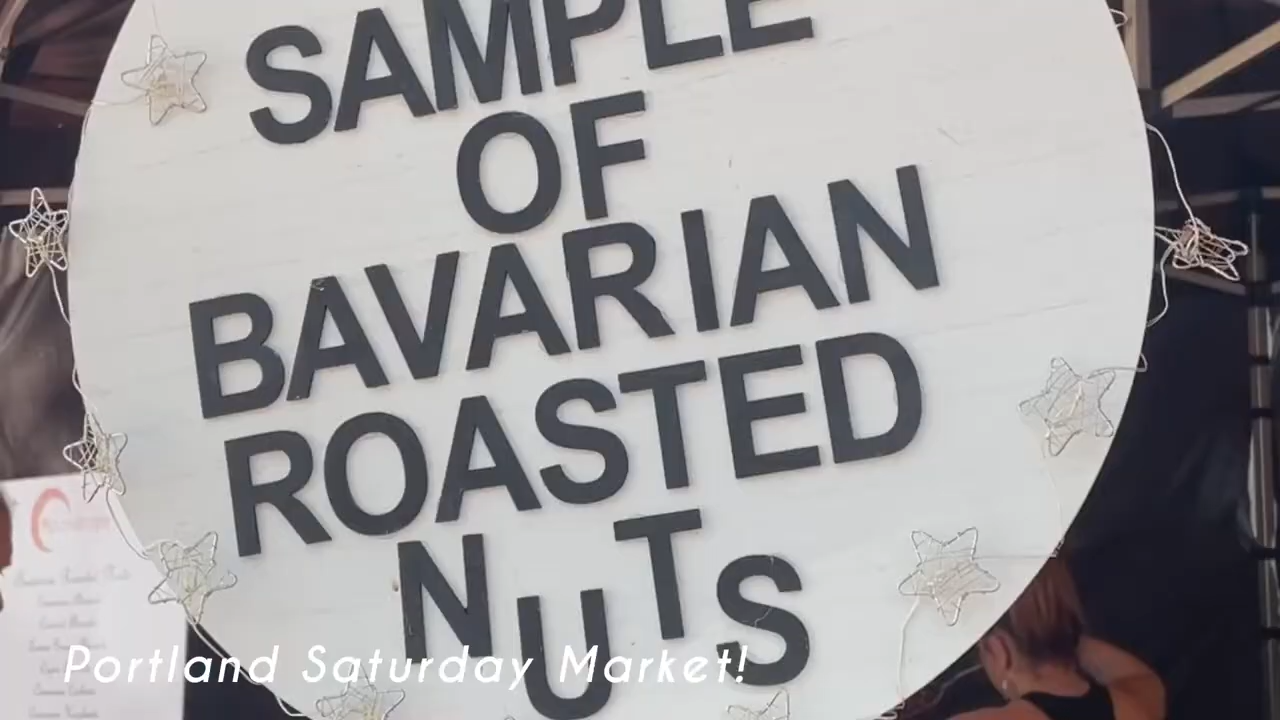 SAMPLE
OF
BAVARIAN
ROASTED
NUTS
Portland Saturday Market!